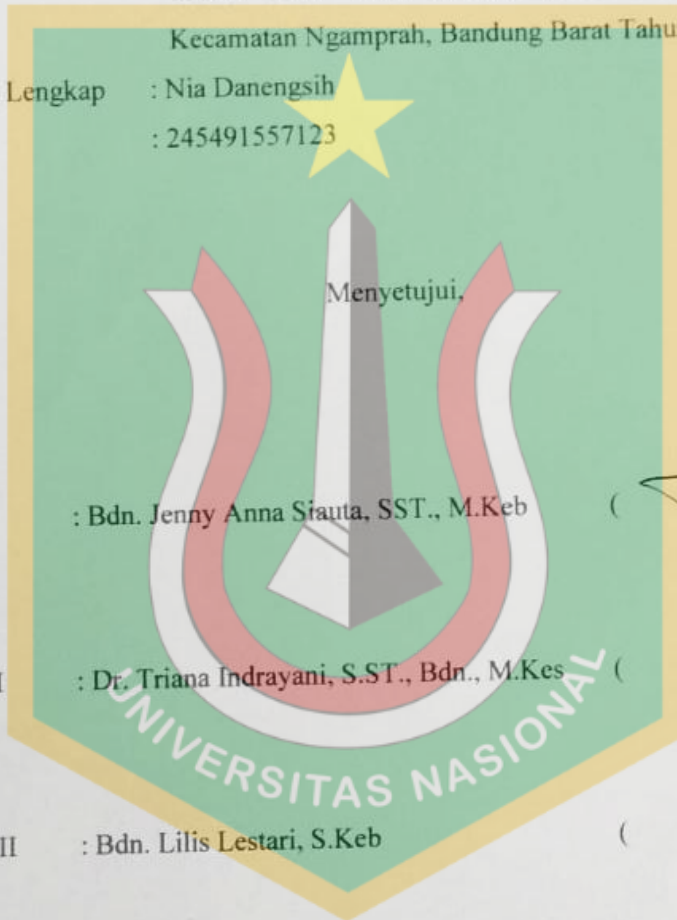 Kecamatan Ngamprah, Bandung Barat Tahu
Lengkap : Nia Danengsih
: 245491557123
Menyetujui,
: Bdn. Jenny Anna Siauta, SST., M.Keb (
I : Dr. Triana Indrayani, S.ST., Bdn., M.Kes (
II : Bdn. Lilis Lestari, S.Keb (
UNIVERSITAS NASIONAL